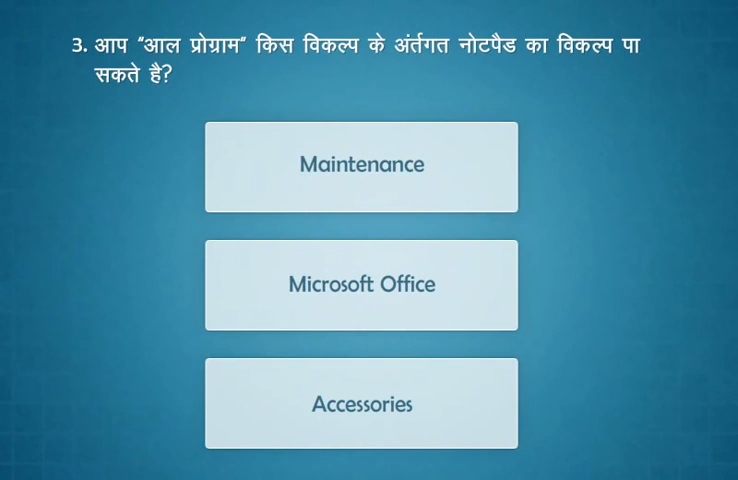 3. आप "आल प्रोग्राम" किस विकल्प के अंर्तगत नोटपैड का विकल्प पा
सकते है?
Maintenance
Microsoft Office
Accessories